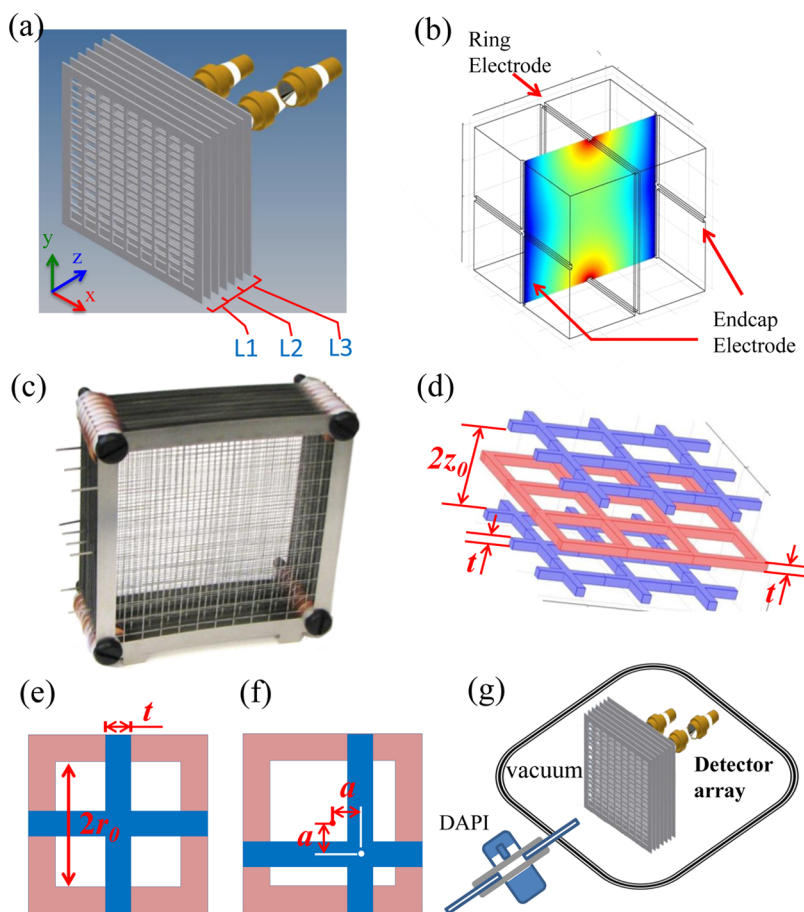 (a)
y
z
x
L1
L2
L3
(b)
Ring
Electrode
Endcap
Electrode
(c)
(d)
2z0
t
t
(e)
t
2r0
(f)
a
a
(g)
vacuum
Detector
array
DAPI